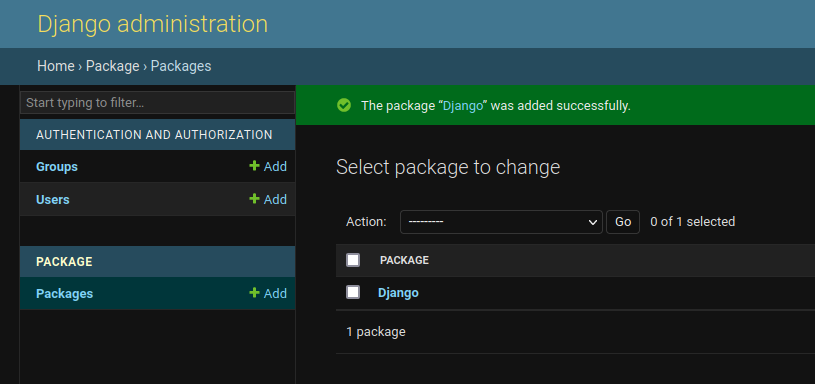 Django administration
Home › Package › Packages
Start typing to filter…
AUTHENTICATION AND AUTHORIZATION
Groups + Add
Users + Add
PACKAGE
Packages + Add
The package “Django” was added successfully.
Select package to change
Action: --------- Go 0 of 1 selected
PACKAGE
Django
1 package